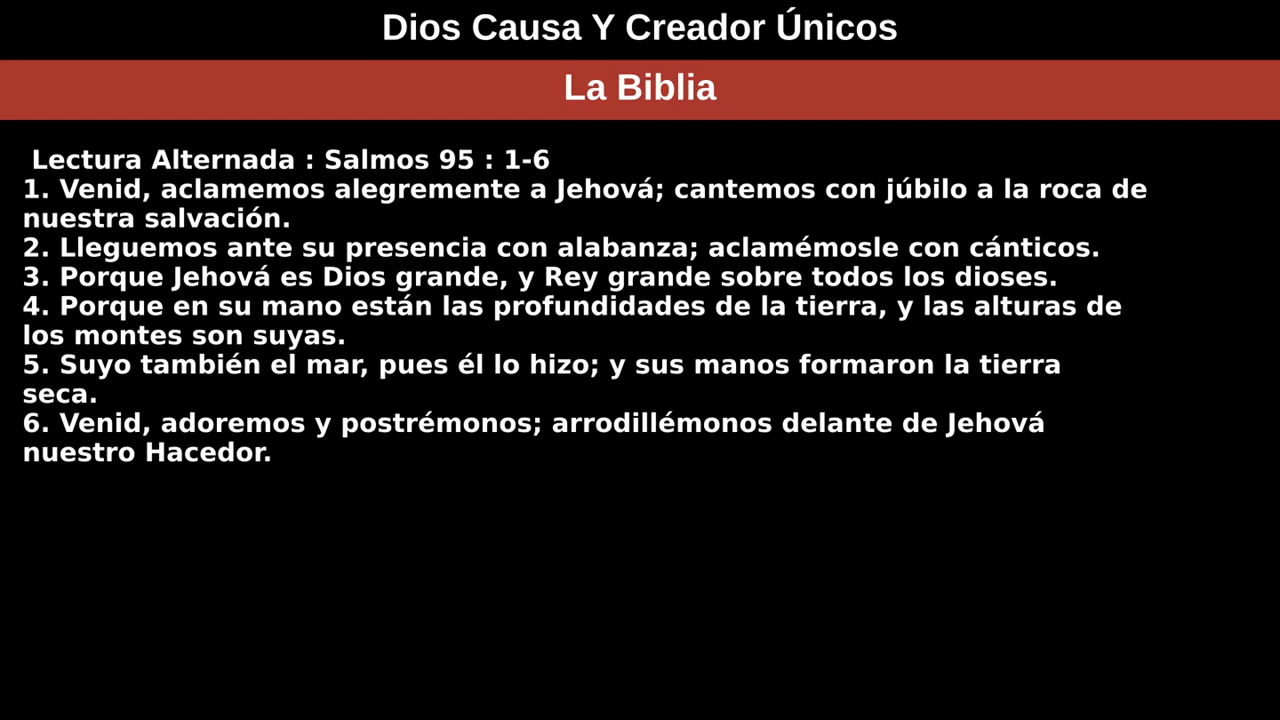 Dios Causa Y Creador Únicos
La Biblia
Lectura Alternada : Salmos 95 : 1-6
1. Venid, aclamemos alegremente a Jehová; cantemos con júbilo a la roca de
nuestra salvación.
2. Lleguemos ante su presencia con alabanza; aclamémosle con cánticos.
3. Porque Jehová es Dios grande, y Rey grande sobre todos los dioses.
4. Porque en su mano están las profundidades de la tierra, y las alturas de
los montes son suyas.
5. Suyo también el mar, pues él lo hizo; y sus manos formaron la tierra
seca.
6. Venid, adoremos y postrémonos; arrodillémonos delante de Jehová
nuestro Hacedor.